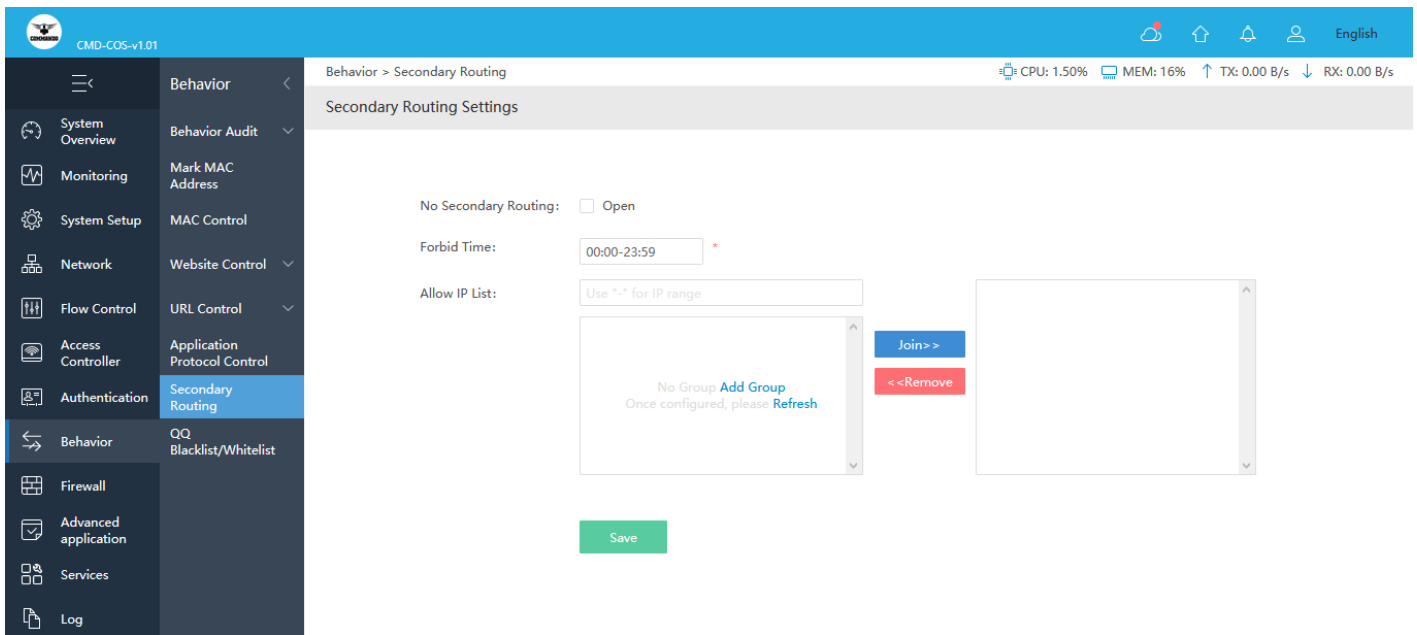 COMMANDO
CMD-COS-v1.01
English
Behavior
Behavior > Secondary Routing
CPU: 1.50%
MEM: 16%
TX: 0.00 B/s
RX: 0.00 B/s
Secondary Routing Settings
System
Overview
Monitoring
System Setup
Network
Flow Control
Access
Controller
Authentication
Behavior
Firewall
Advanced
application
Services
Log
Behavior Audit
Mark MAC
Address
MAC Control
Website Control
URL Control
Application
Protocol Control
Secondary
Routing
QQ
Blacklist/Whitelist
No Secondary Routing:
Open
Forbid Time:
00:00-23:59
*
Allow IP List:
Use "-" for IP range
No Group Add Group
Once configured, please Refresh
Join>>
<<Remove
Save